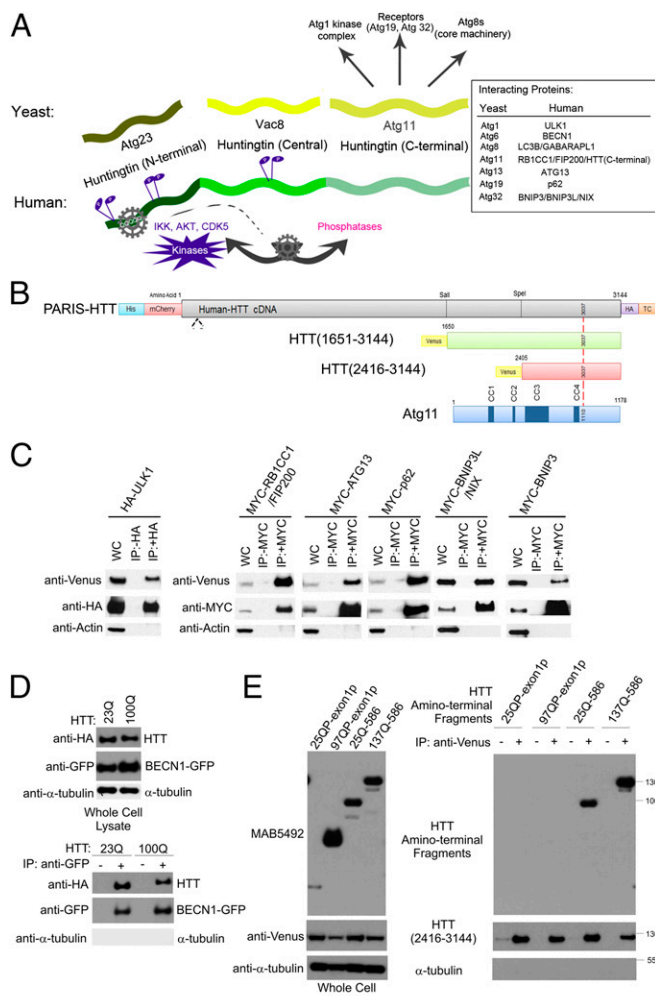 A
Atg1 kinase
complex
Receptors
(Atg19, Atg 32)
Atg8s
(core machinery)
Yeast:
Atg23
Vac8
Atg11
Huntingtin (N-terminal)
Huntingtin (Central)
Huntingtin (C-terminal)
Human:
IKK, AKT, CDK5
Kinases
Phosphatases
Interacting Proteins:
Yeast Human
Atg1 ULK1
Atg6 BECN1
Atg8 LC3B/GABARAPL1
Atg11 RB1CC1/FIP200/HTT(C-terminal)
Atg13 ATG13
Atg19 p62
Atg32 BNIP3/BNIP3L/NIX
B
Amino Acid 1 SalI SpeI 3144
PARIS-HTT His mCherry Human-HTT cDNA 3037 HA TC
1650
HTT(1651-3144) Venus 3037
2405
HTT(2416-3144) Venus 3037
1 CC1 CC2 CC3 CC4 1178
Atg11 1110
C
HA-ULK1
MYC-RB1CC1
/FIP200
MYC-ATG13
MYC-p62
MYC-BNIP3L
/NIX
MYC-BNIP3
WC IP:-HA IP:+HA
WC IP:-MYC IP:+MYC WC IP:-MYC IP:+MYC WC IP:-MYC IP:+MYC WC IP:-MYC IP:+MYC WC IP:-MYC IP:+MYC
anti-Venus anti-Venus
anti-HA anti-MYC
anti-Actin anti-Actin
D
HTT: 23Q 100Q
anti-HA HTT
anti-GFP BECN1-GFP
anti-α-tubulin α-tubulin
Whole Cell
Lysate
HTT: 23Q 100Q
IP: anti-GFP - + - +
anti-HA HTT
anti-GFP BECN1-GFP
anti-α-tubulin α-tubulin
E
25QP-exon1p
97QP-exon1p
25Q-586
137Q-586
MAB5492
anti-Venus
anti-α-tubulin
Whole Cell
HTT
Amino-terminal
Fragments
25QP-exon1p
97QP-exon1p
25Q-586
137Q-586
IP: anti-Venus - + - + - + - +
HTT
Amino-terminal
Fragments
100
HTT
(2416-3144)
55
α-tubulin